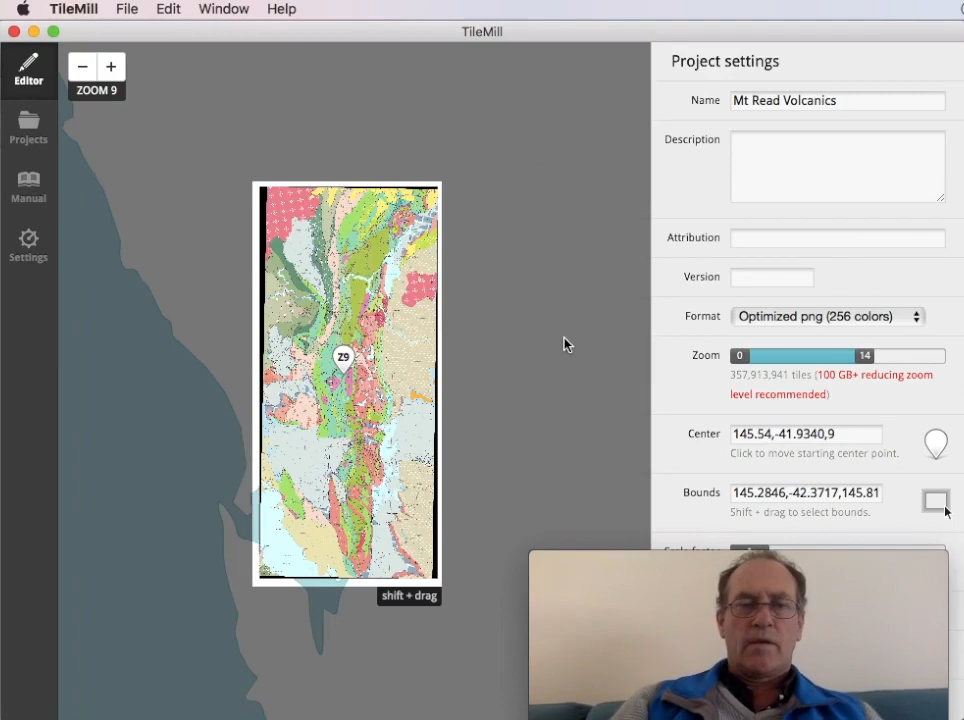 TileMill File Edit Window Help
TileMill
Editor
Projects
Manual
Settings
− +
ZOOM 9
Z9
shift + drag
Project settings
Name Mt Read Volcanics
Description
Attribution
Version
Format Optimized png (256 colors)
Zoom 0 14
357,913,941 tiles (100 GB+ reducing zoom
level recommended)
Center 145.54,-41.9340,9
Click to move starting center point.
Bounds 145.2846,-42.3717,145.81
Shift + drag to select bounds.